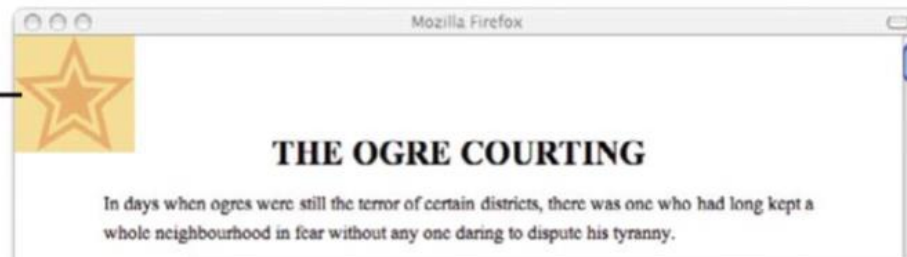 Mozilla Firefox
THE OGRE COURTING
In days when ogres were still the terror of certain districts, there was one who had long kept a
whole neighbourhood in fear without any one daring to dispute his tyranny.